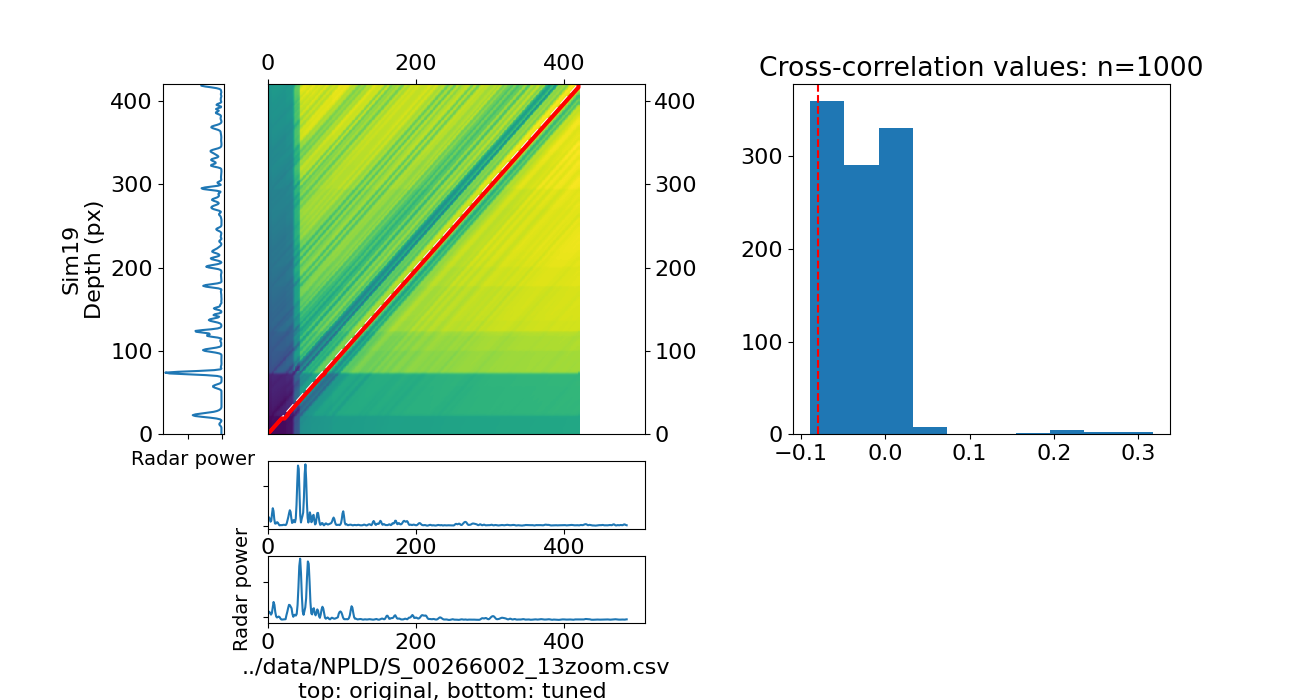 Cross-correlation values: n=1000
0 200 400
400
300
200
100
0
Sim19
Depth (px)
Radar power
400
300
200
100
0
300
200
100
0
−0.1 0.0 0.1 0.2 0.3
0 200 400
Radar power
0 200 400
../data/NPLD/S_00266002_13zoom.csv
top: original, bottom: tuned